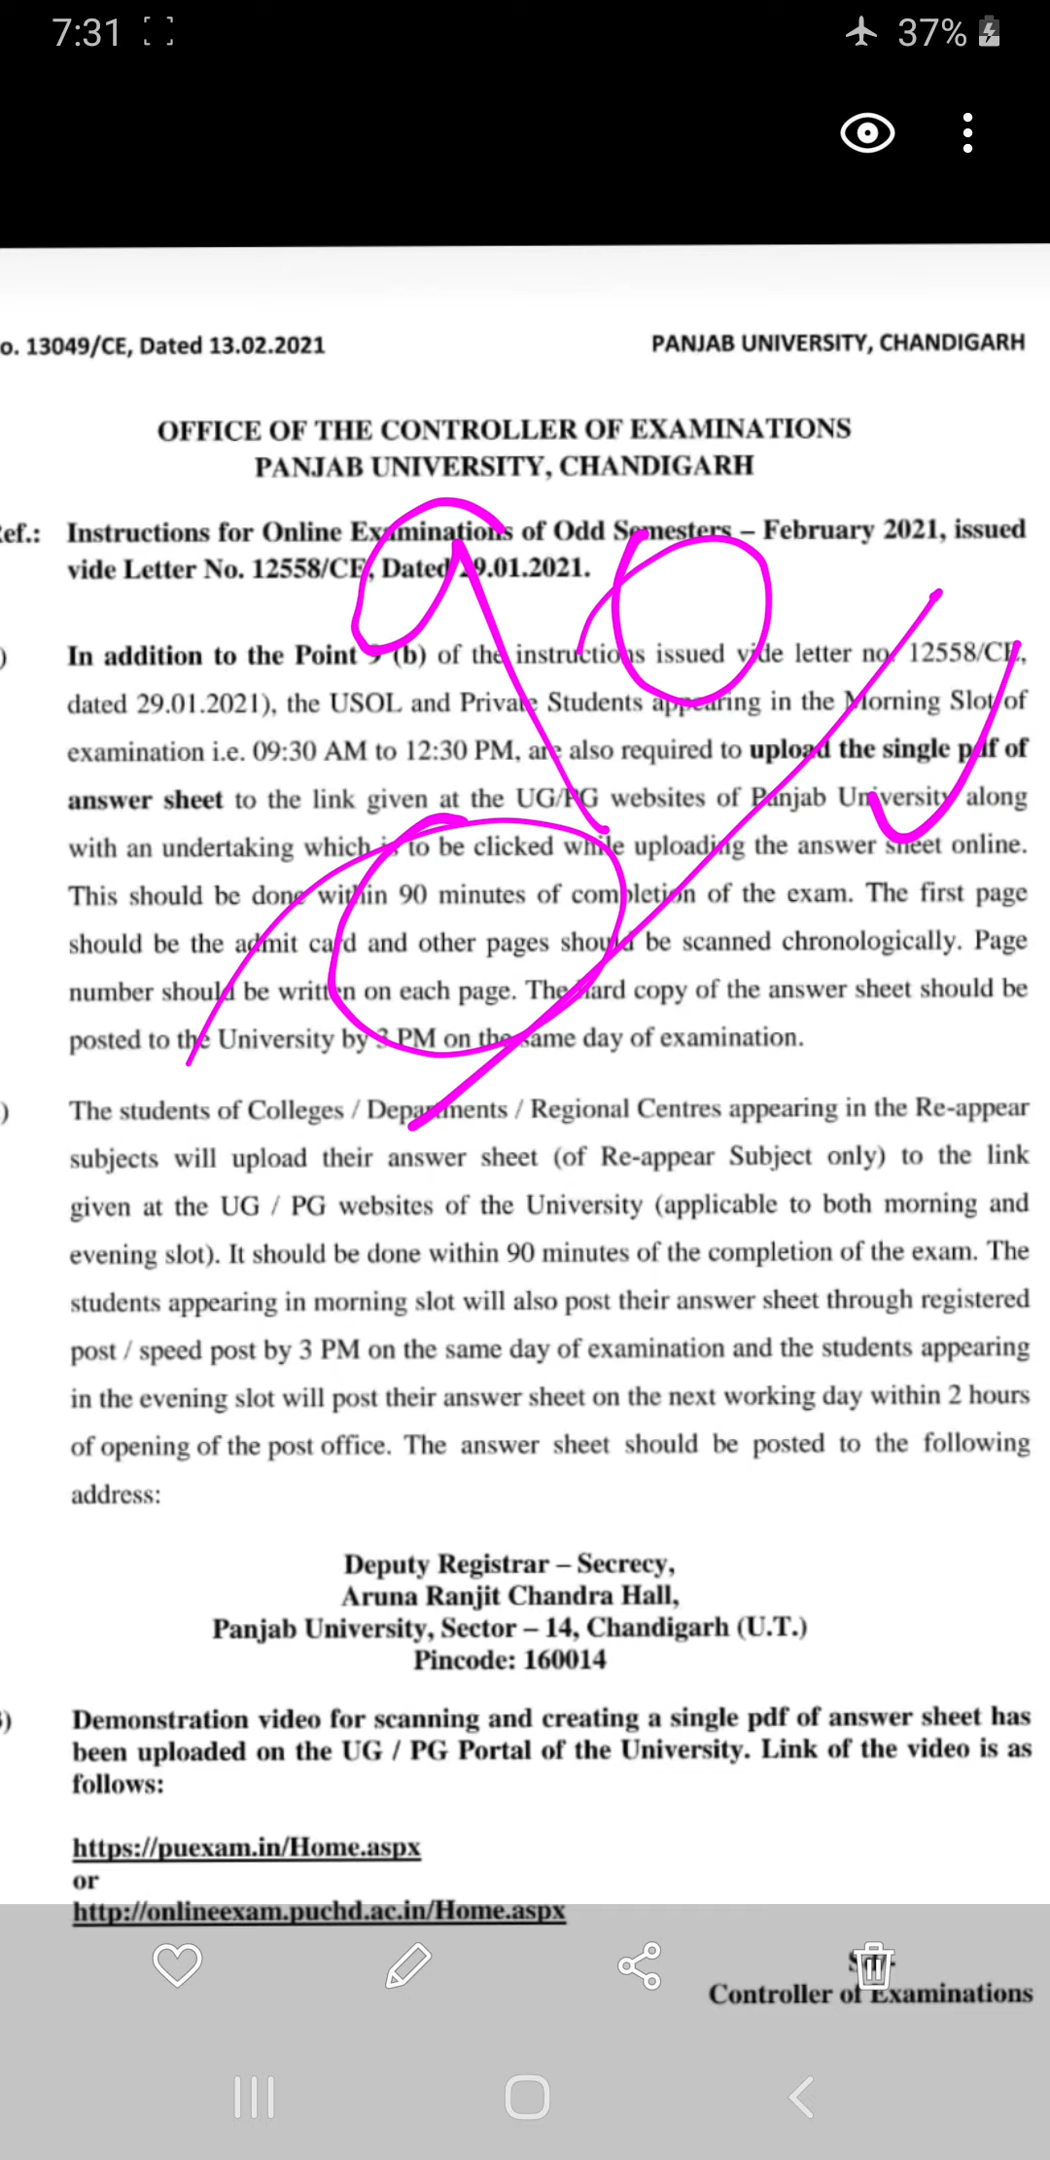 7:31 37%
o. 13049/CE, Dated 13.02.2021 PANJAB UNIVERSITY, CHANDIGARH
OFFICE OF THE CONTROLLER OF EXAMINATIONS
PANJAB UNIVERSITY, CHANDIGARH
ef.: Instructions for Online Examinations of Odd Semesters – February 2021, issued
vide Letter No. 12558/CE, Dated 29.01.2021.
) In addition to the Point (b) of the instructions issued vide letter no. 12558/CE,
dated 29.01.2021), the USOL and Private Students appearing in the Morning Slot of
examination i.e. 09:30 AM to 12:30 PM, are also required to upload the single pdf of
answer sheet to the link given at the UG/PG websites of Panjab University along
with an undertaking which is to be clicked while uploading the answer sheet online.
This should be done within 90 minutes of completion of the exam. The first page
should be the admit card and other pages should be scanned chronologically. Page
number should be written on each page. The hard copy of the answer sheet should be
posted to the University by 3 PM on the same day of examination.
) The students of Colleges / Departments / Regional Centres appearing in the Re-appear
subjects will upload their answer sheet (of Re-appear Subject only) to the link
given at the UG / PG websites of the University (applicable to both morning and
evening slot). It should be done within 90 minutes of the completion of the exam. The
students appearing in morning slot will also post their answer sheet through registered
post / speed post by 3 PM on the same day of examination and the students appearing
in the evening slot will post their answer sheet on the next working day within 2 hours
of opening of the post office. The answer sheet should be posted to the following
address:
Deputy Registrar – Secrecy,
Aruna Ranjit Chandra Hall,
Panjab University, Sector – 14, Chandigarh (U.T.)
Pincode: 160014
) Demonstration video for scanning and creating a single pdf of answer sheet has
been uploaded on the UG / PG Portal of the University. Link of the video is as
follows:
https://puexam.in/Home.aspx
or
http://onlineexam.puchd.ac.in/Home.aspx
Controller of Examinations